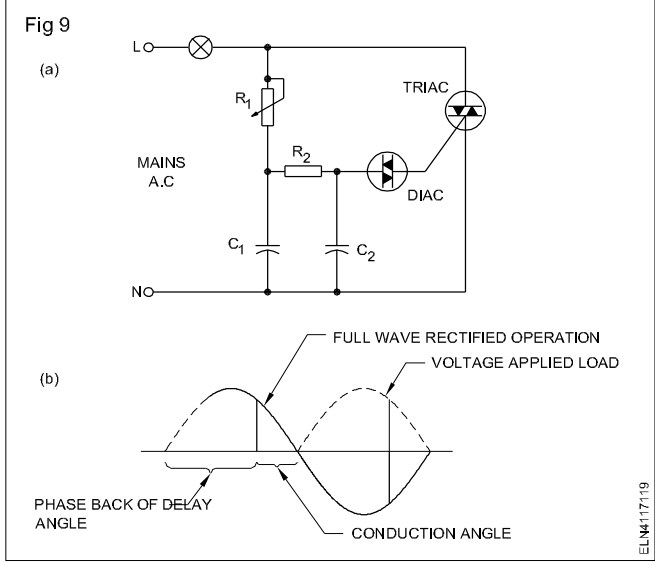 Fig 9
(a)
L
R1
TRIAC
R2
MAINS
A.C
DIAC
C1
C2
N
FULL WAVE RECTIFIED OPERATION
VOLTAGE APPLIED LOAD
(b)
PHASE BACK OF DELAY
ANGLE
CONDUCTION ANGLE
ELN4117119